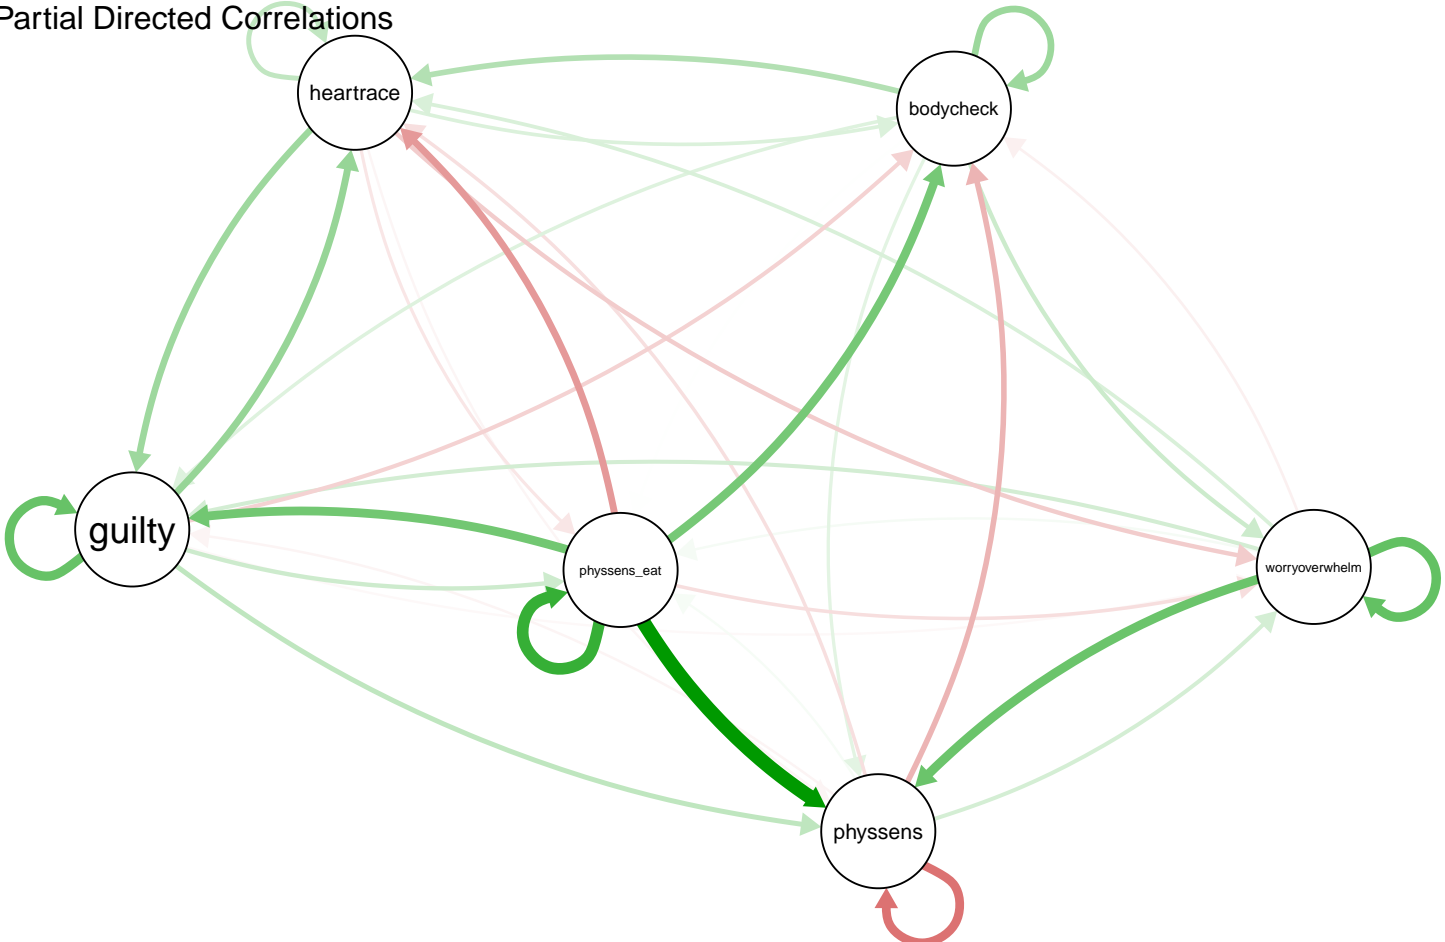 Partial Directed Correlations
heartrace
bodycheck
guilty
physsens_eat
worryoverwhelm
physsens